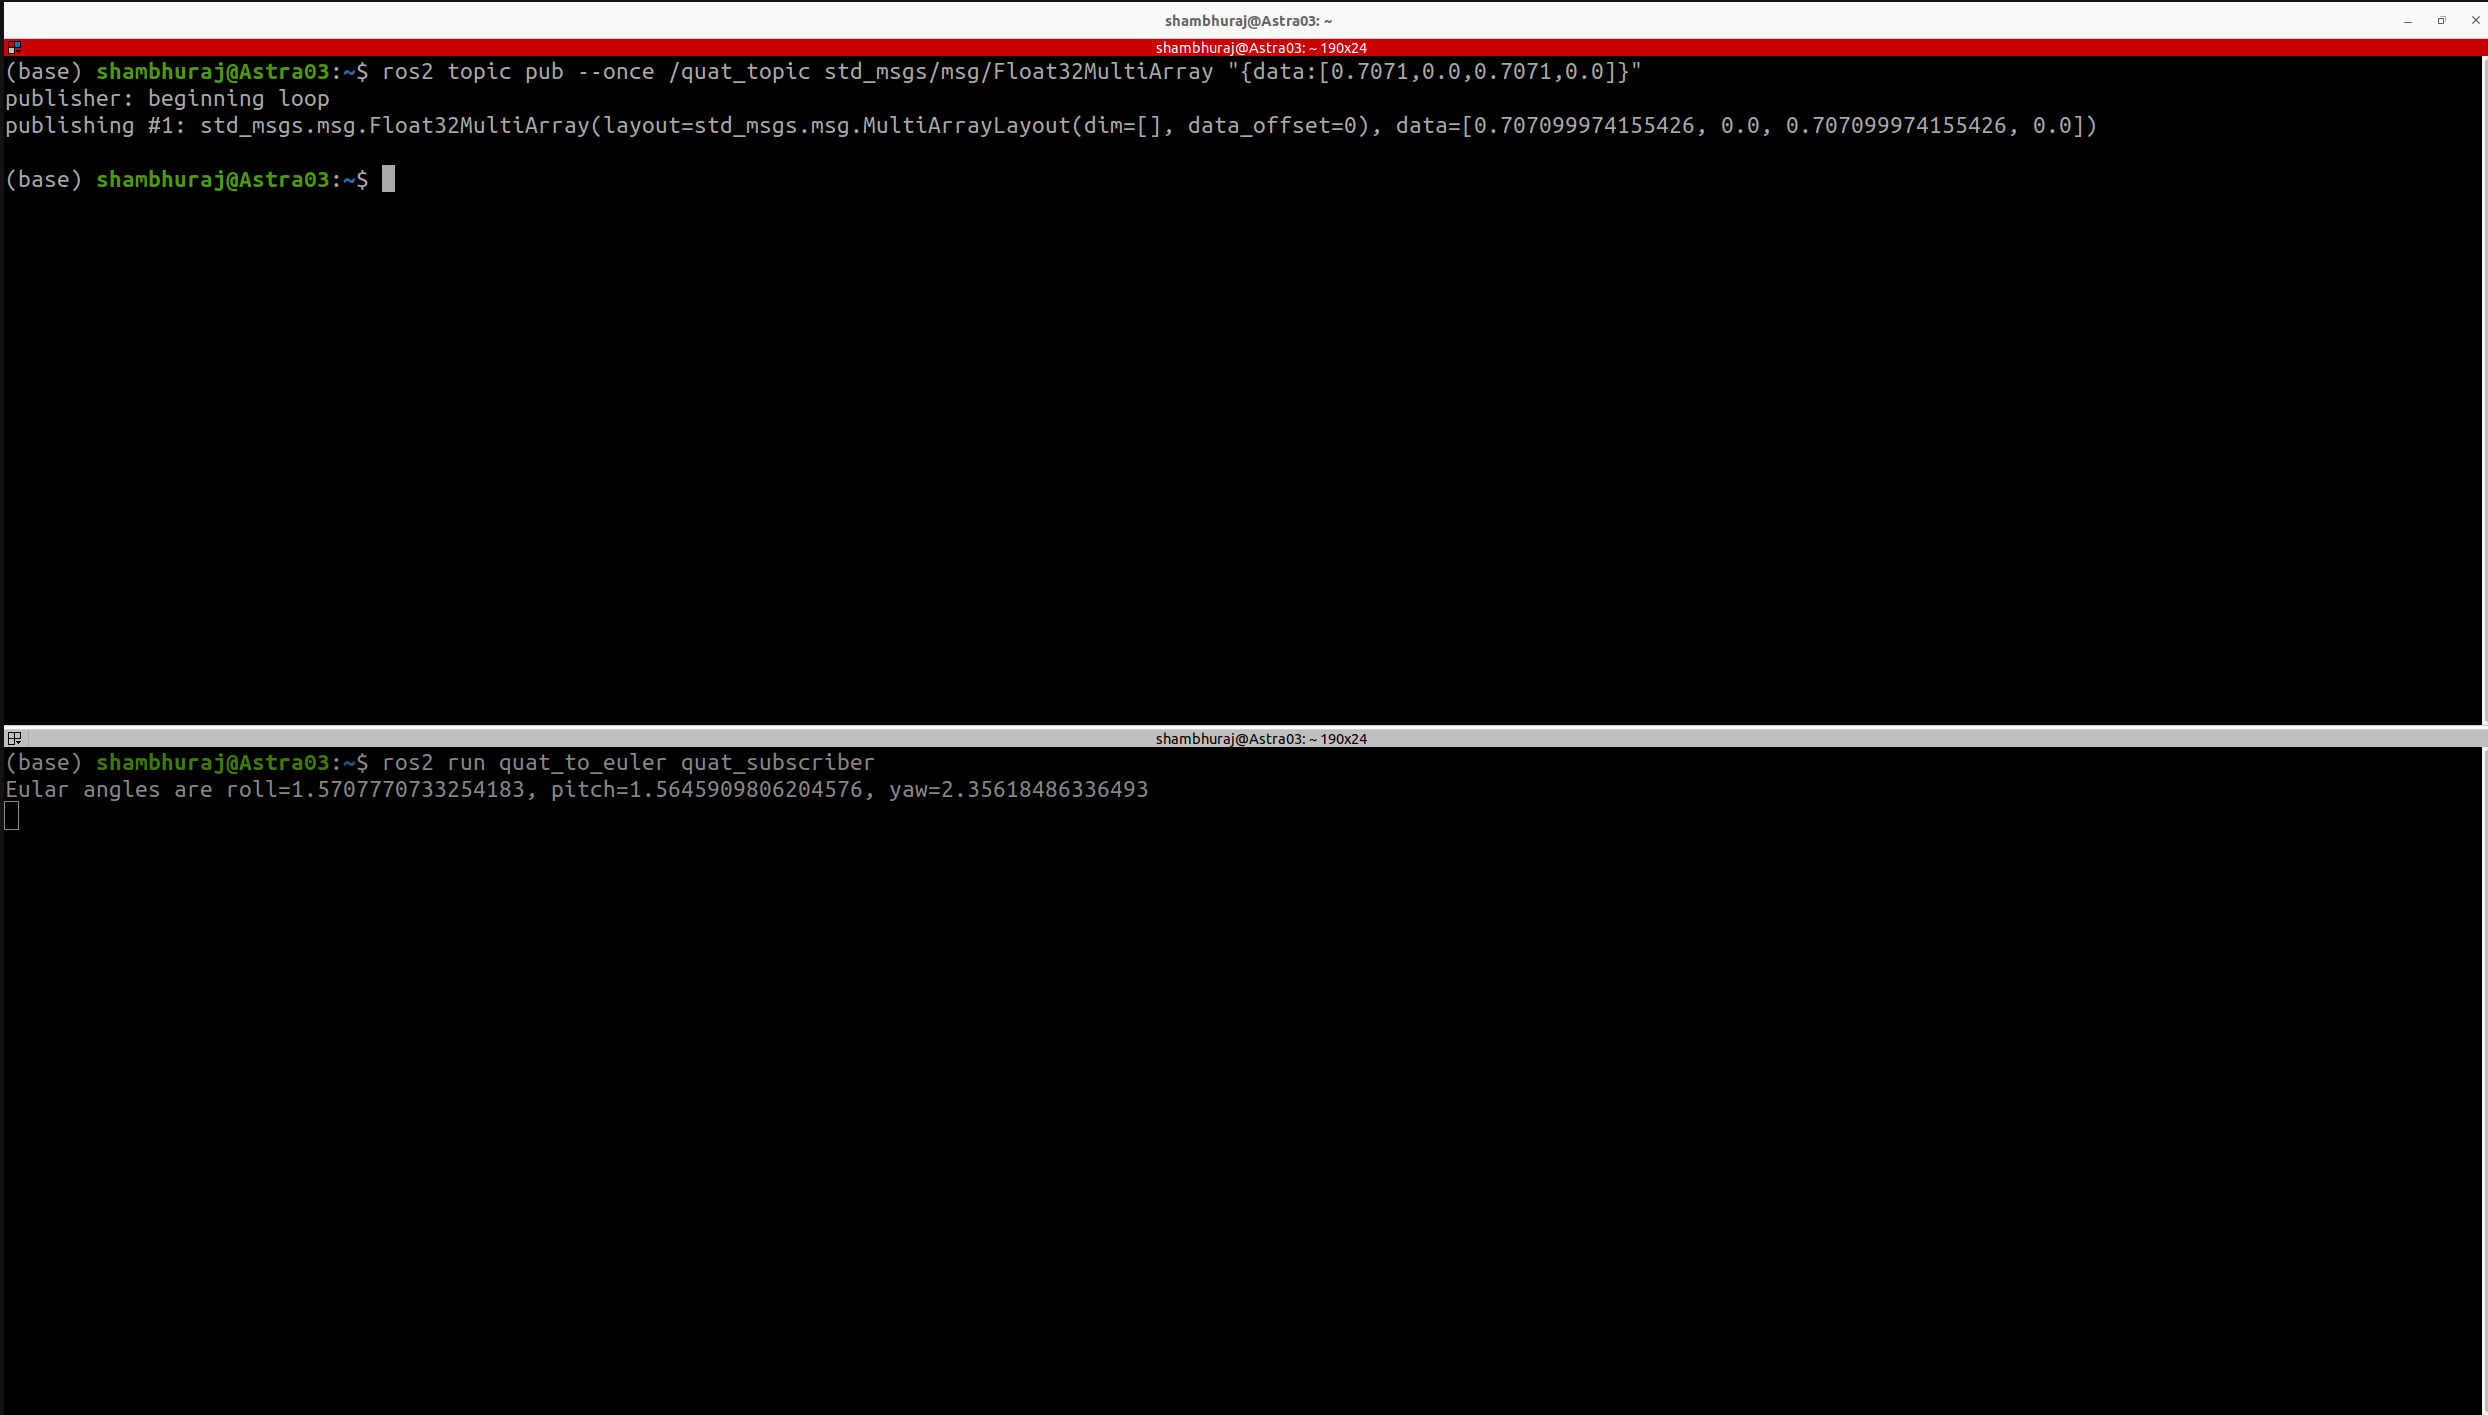 shambhuraj@Astra03: ~
shambhuraj@Astra03: ~ 190x24
(base) shambhuraj@Astra03:~$ ros2 topic pub --once /quat_topic std_msgs/msg/Float32MultiArray "{data:[0.7071,0.0,0.7071,0.0]}"
publisher: beginning loop
publishing #1: std_msgs.msg.Float32MultiArray(layout=std_msgs.msg.MultiArrayLayout(dim=[], data_offset=0), data=[0.707099974155426, 0.0, 0.707099974155426, 0.0])
(base) shambhuraj@Astra03:~$
shambhuraj@Astra03: ~ 190x24
(base) shambhuraj@Astra03:~$ ros2 run quat_to_euler quat_subscriber
Eular angles are roll=1.5707770733254183, pitch=1.5645909806204576, yaw=2.35618486336493